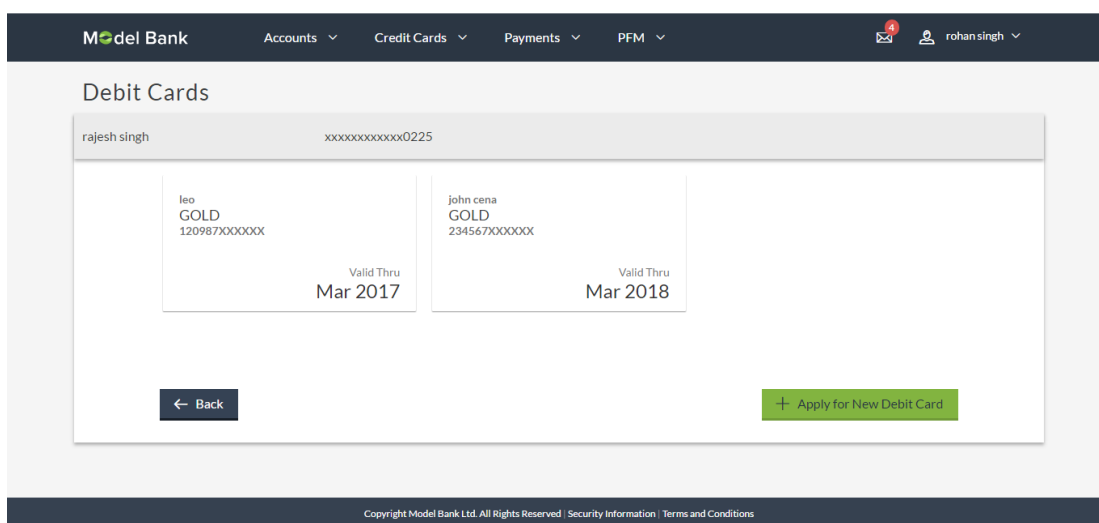 Model Bank Accounts Credit Cards Payments PFM 4 rohan singh
Debit Cards
rajesh singh xxxxxxxxxxxx0225
leo
GOLD
120987XXXXXX
Valid Thru
Mar 2017
john cena
GOLD
234567XXXXXX
Valid Thru
Mar 2018
← Back
+ Apply for New Debit Card
Copyright Model Bank Ltd. All Rights Reserved | Security Information | Terms and Conditions